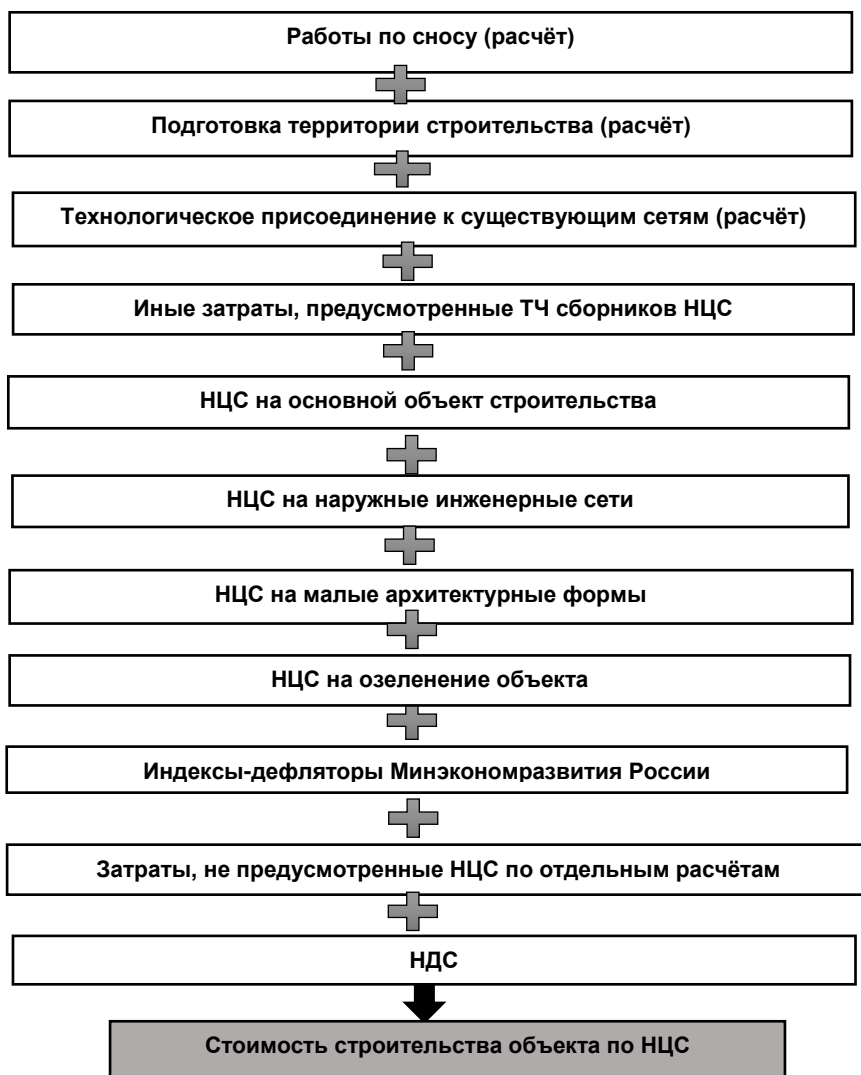 Работы по сносу (расчёт)
Подготовка территории строительства (расчёт)
Технологическое присоединение к существующим сетям (расчёт)
Иные затраты, предусмотренные ТЧ сборников НЦС
НЦС на основной объект строительства
НЦС на наружные инженерные сети
НЦС на малые архитектурные формы
НЦС на озеленение объекта
Индексы-дефляторы Минэкономразвития России
Затраты, не предусмотренные НЦС по отдельным расчётам
НДС
Стоимость строительства объекта по НЦС